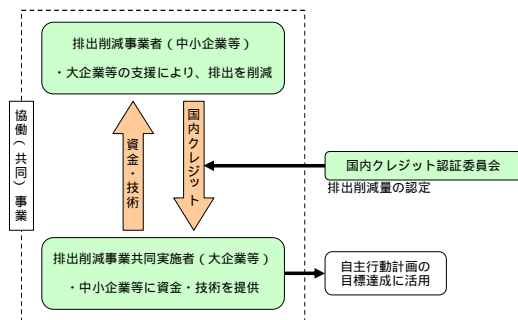 排出削減事業者（中小企業等）
・大企業等の支援により、排出を削減
協働（共同）事業
資金・技術
国内クレジット
国内クレジット認証委員会
排出削減量の認定
排出削減事業共同実施者（大企業等）
・中小企業等に資金・技術を提供
自主行動計画の
目標達成に活用